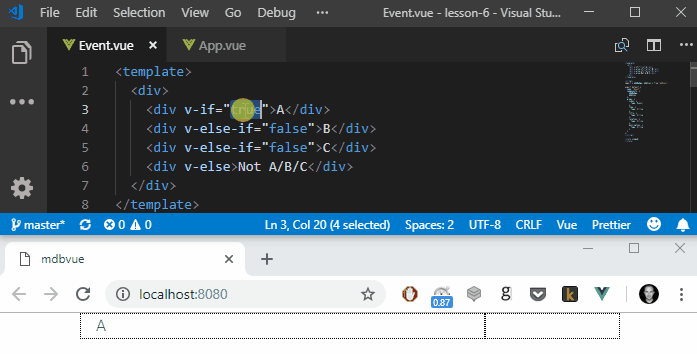 File Edit Selection View Go Debug ... Event.vue - lesson-6 - Visual Stu...
Event.vue App.vue
1 <template>
2 <div>
3 <div v-if="true">A</div>
4 <div v-else-if="false">B</div>
5 <div v-else-if="false">C</div>
6 <div v-else>Not A/B/C</div>
7 </div>
8 </template>
master* 0 0 Ln 3, Col 20 (4 selected) Spaces: 2 UTF-8 CRLF Vue Prettier
mdbvue
localhost:8080 0.87 g k
A